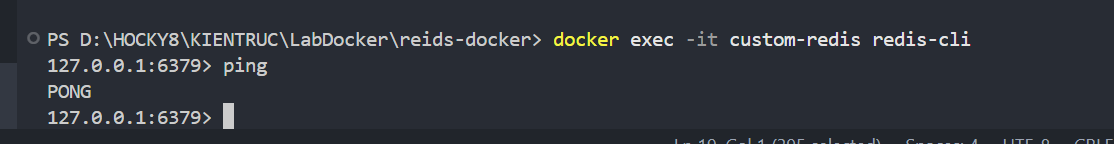 PS D:\HOCKY8\KIENTRUC\LabDocker\reids-docker> docker exec -it custom-redis redis-cli
127.0.0.1:6379> ping
PONG
127.0.0.1:6379>